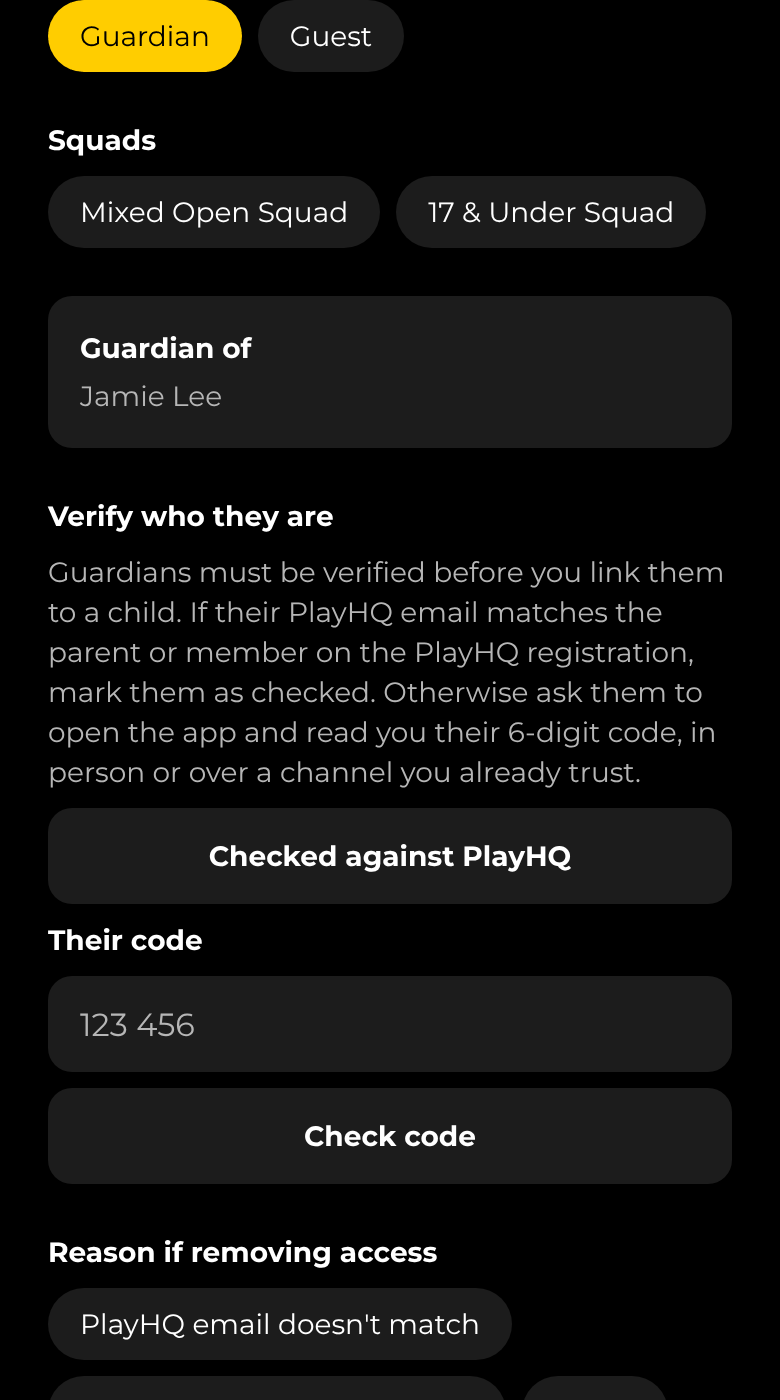 Guardian
Guest
Squads
Mixed Open Squad
17 & Under Squad
Guardian of
Jamie Lee
Verify who they are
Guardians must be verified before you link them
to a child. If their PlayHQ email matches the
parent or member on the PlayHQ registration,
mark them as checked. Otherwise ask them to
open the app and read you their 6-digit code, in
person or over a channel you already trust.
Checked against PlayHQ
Their code
123 456
Check code
Reason if removing access
PlayHQ email doesn't match